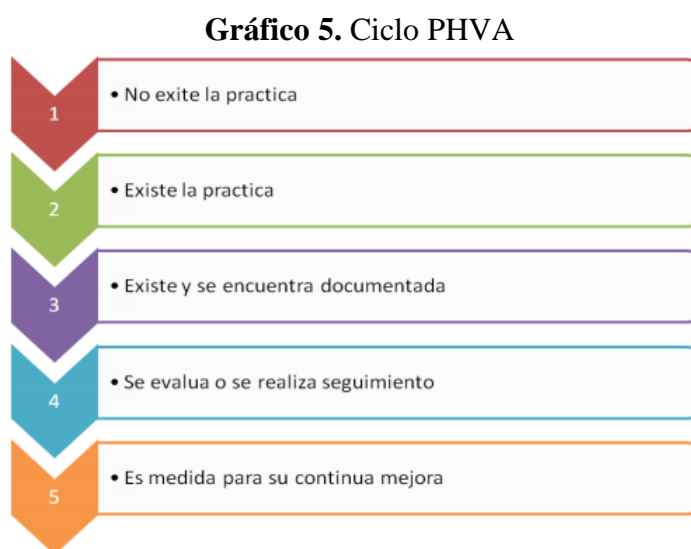 Gráfico 5. Ciclo PHVA
1
• No exite la practica
2
• Existe la practica
3
• Existe y se encuentra documentada
4
• Se evalua o se realiza seguimiento
5
• Es medida para su continua mejora